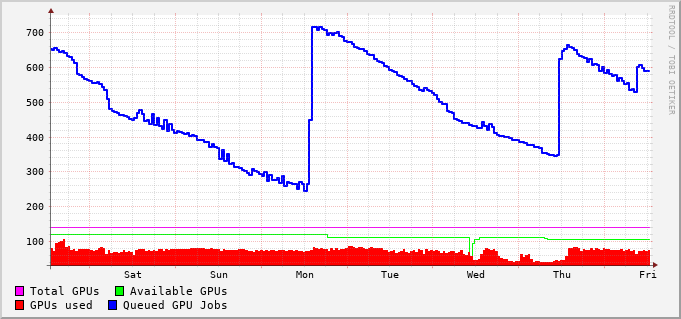 700
600
500
400
300
200
100
Sat Sun Mon Tue Wed Thu Fri
Total GPUs Available GPUs
GPUs used Queued GPU Jobs
RRDTOOL / TOBI OETIKER